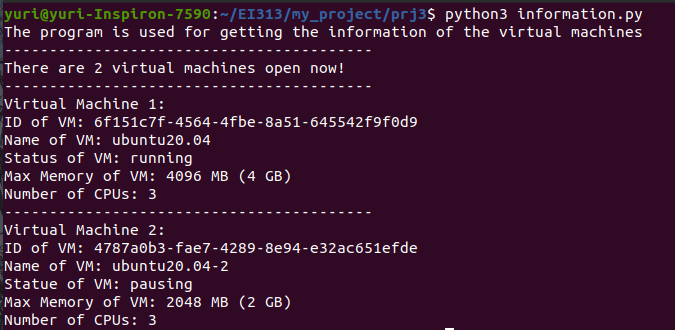 yuri@yuri-Inspiron-7590:~/EI313/my_project/prj3$ python3 information.py
The program is used for getting the information of the virtual machines
-----------------------------------------
There are 2 virtual machines open now!
-----------------------------------------
Virtual Machine 1:
ID of VM: 6f151c7f-4564-4fbe-8a51-645542f9f0d9
Name of VM: ubuntu20.04
Status of VM: running
Max Memory of VM: 4096 MB (4 GB)
Number of CPUs: 3
-----------------------------------------
Virtual Machine 2:
ID of VM: 4787a0b3-fae7-4289-8e94-e32ac651efde
Name of VM: ubuntu20.04-2
Statue of VM: pausing
Max Memory of VM: 2048 MB (2 GB)
Number of CPUs: 3